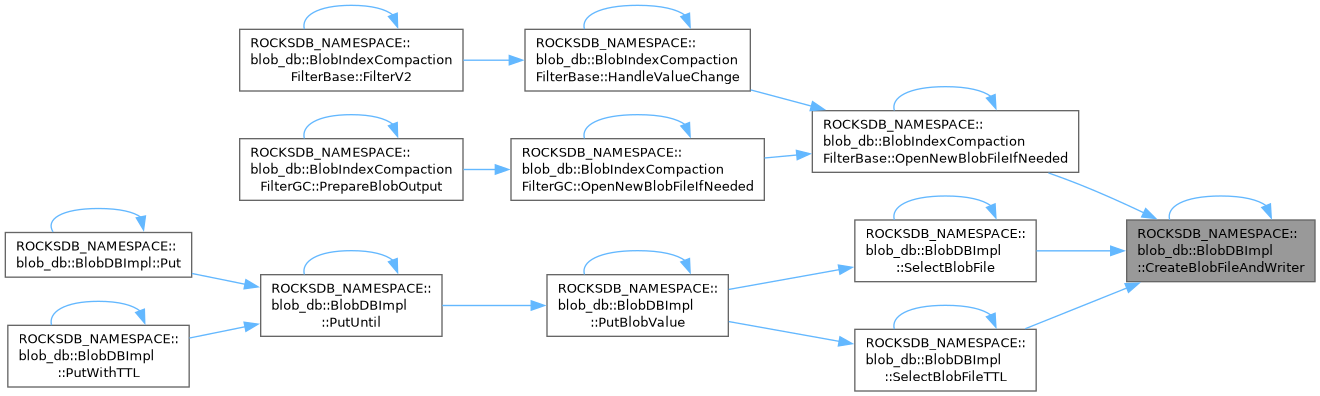 ROCKSDB_NAMESPACE::
blob_db::BlobIndexCompaction
FilterBase::FilterV2
ROCKSDB_NAMESPACE::
blob_db::BlobIndexCompaction
FilterBase::HandleValueChange
ROCKSDB_NAMESPACE::
blob_db::BlobIndexCompaction
FilterBase::OpenNewBlobFileIfNeeded
ROCKSDB_NAMESPACE::
blob_db::BlobIndexCompaction
FilterGC::PrepareBlobOutput
ROCKSDB_NAMESPACE::
blob_db::BlobIndexCompaction
FilterGC::OpenNewBlobFileIfNeeded
ROCKSDB_NAMESPACE::
blob_db::BlobDBImpl::Put
ROCKSDB_NAMESPACE::
blob_db::BlobDBImpl
::SelectBlobFile
ROCKSDB_NAMESPACE::
blob_db::BlobDBImpl
::CreateBlobFileAndWriter
ROCKSDB_NAMESPACE::
blob_db::BlobDBImpl
::PutUntil
ROCKSDB_NAMESPACE::
blob_db::BlobDBImpl
::PutBlobValue
ROCKSDB_NAMESPACE::
blob_db::BlobDBImpl
::PutWithTTL
ROCKSDB_NAMESPACE::
blob_db::BlobDBImpl
::SelectBlobFileTTL